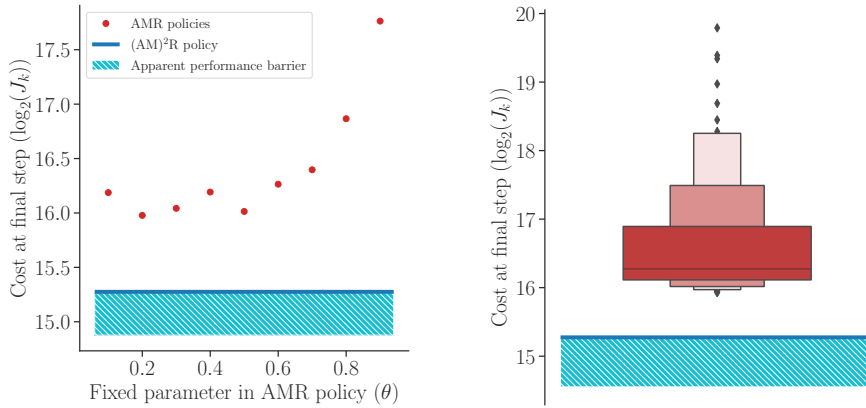 Cost at final step (log₂(Jₖ))
17.5
17.0
16.5
16.0
15.5
15.0
AMR policies
(AM)²R policy
Apparent performance barrier
0.2 0.4 0.6 0.8
Fixed parameter in AMR policy (θ)
Cost at final step (log₂(Jₖ))
20
19
18
17
16
15